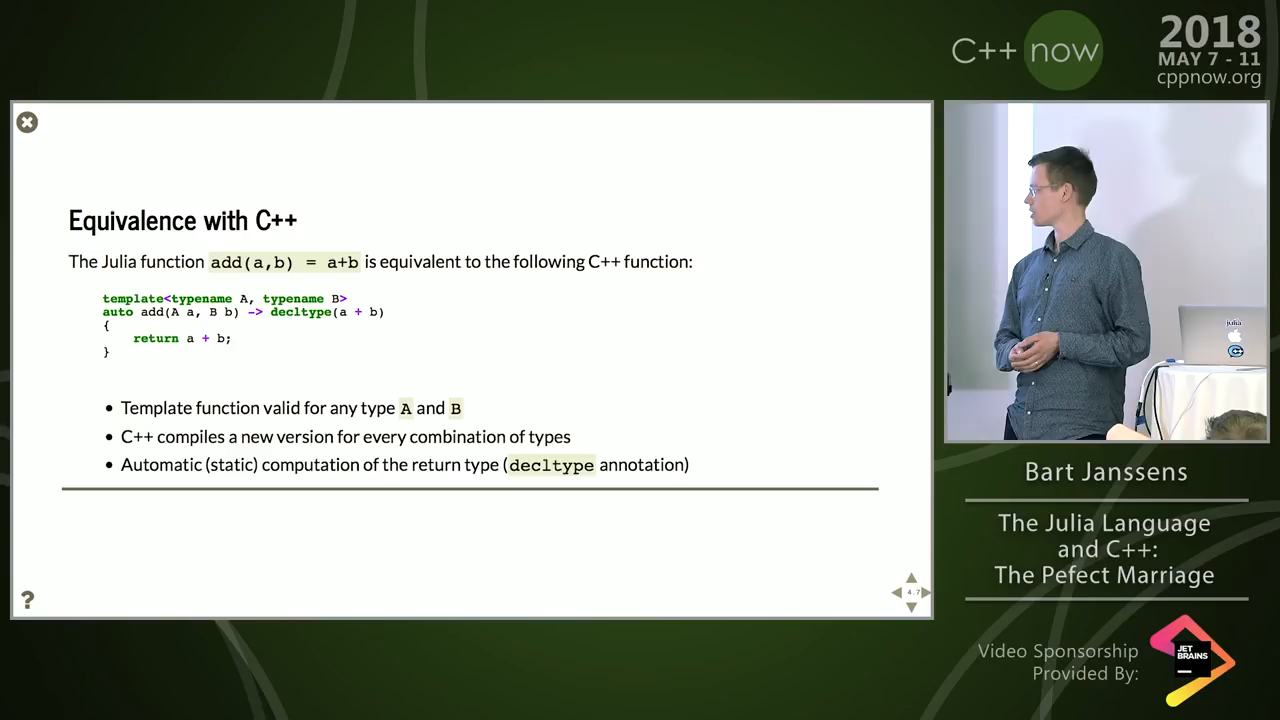 C++ now
2018
MAY 7 - 11
cppnow.org
Equivalence with C++
The Julia function add(a,b) = a+b is equivalent to the following C++ function:
template<typename A, typename B>
auto add(A a, B b) -> decltype(a + b)
{
    return a + b;
}
• Template function valid for any type A and B
• C++ compiles a new version for every combination of types
• Automatic (static) computation of the return type (decltype annotation)
?
4.7
julia
Bart Janssens
The Julia Language
and C++:
The Pefect Marriage
Video Sponsorship
Provided By:
JET
BRAINS